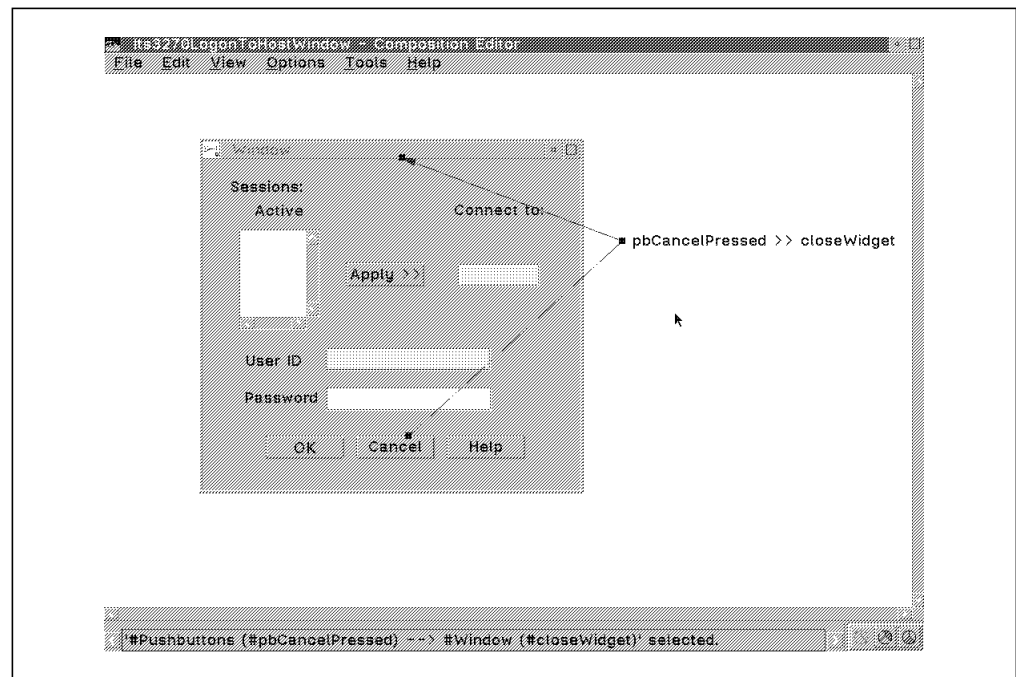 its3270LogonToHostWindow - Composition Editor
File Edit View Options Tools Help
Window
Sessions:
Active
Connect to:
pbCancelPressed >> closeWidget
Apply >>
User ID
Password
OK Cancel Help
'#Pushbuttons (#pbCancelPressed) --> #Window (#closeWidget)' selected.